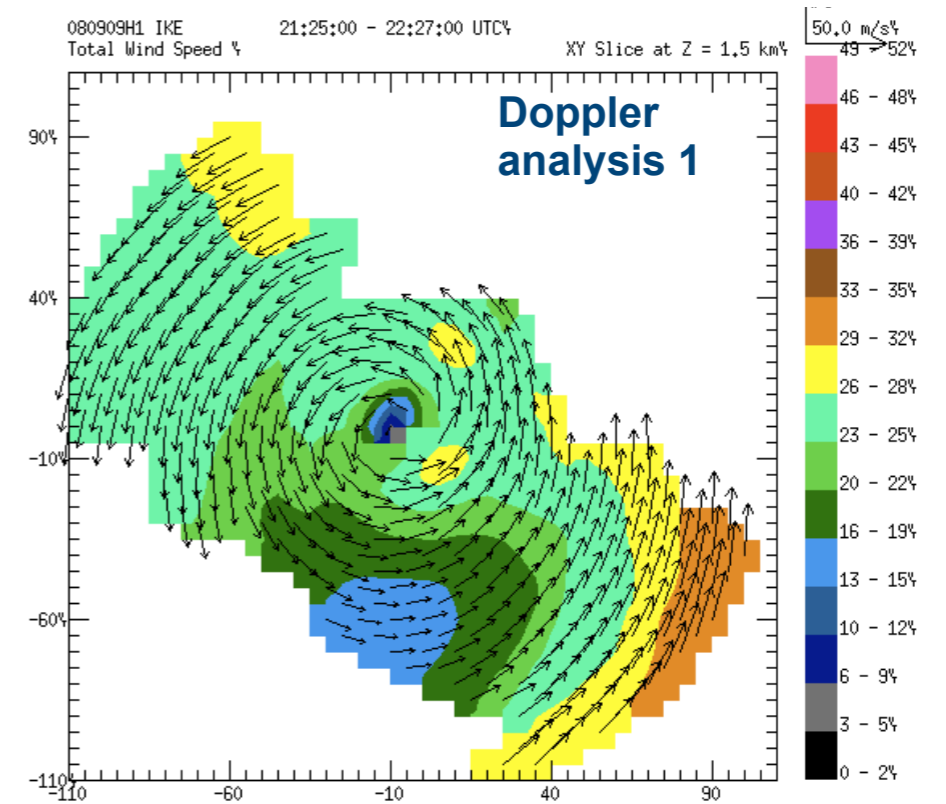 080909H1 IKE 21:25:00 - 22:27:00 UTC
Total Wind Speed XY Slice at Z = 1.5 km
50.0 m/s
Doppler
analysis 1
90
40
-10
-60
-110
-110 -60 -10 40 90
49 - 52
46 - 48
43 - 45
40 - 42
36 - 39
33 - 35
29 - 32
26 - 28
23 - 25
20 - 22
16 - 19
13 - 15
10 - 12
6 - 9
3 - 5
0 - 2